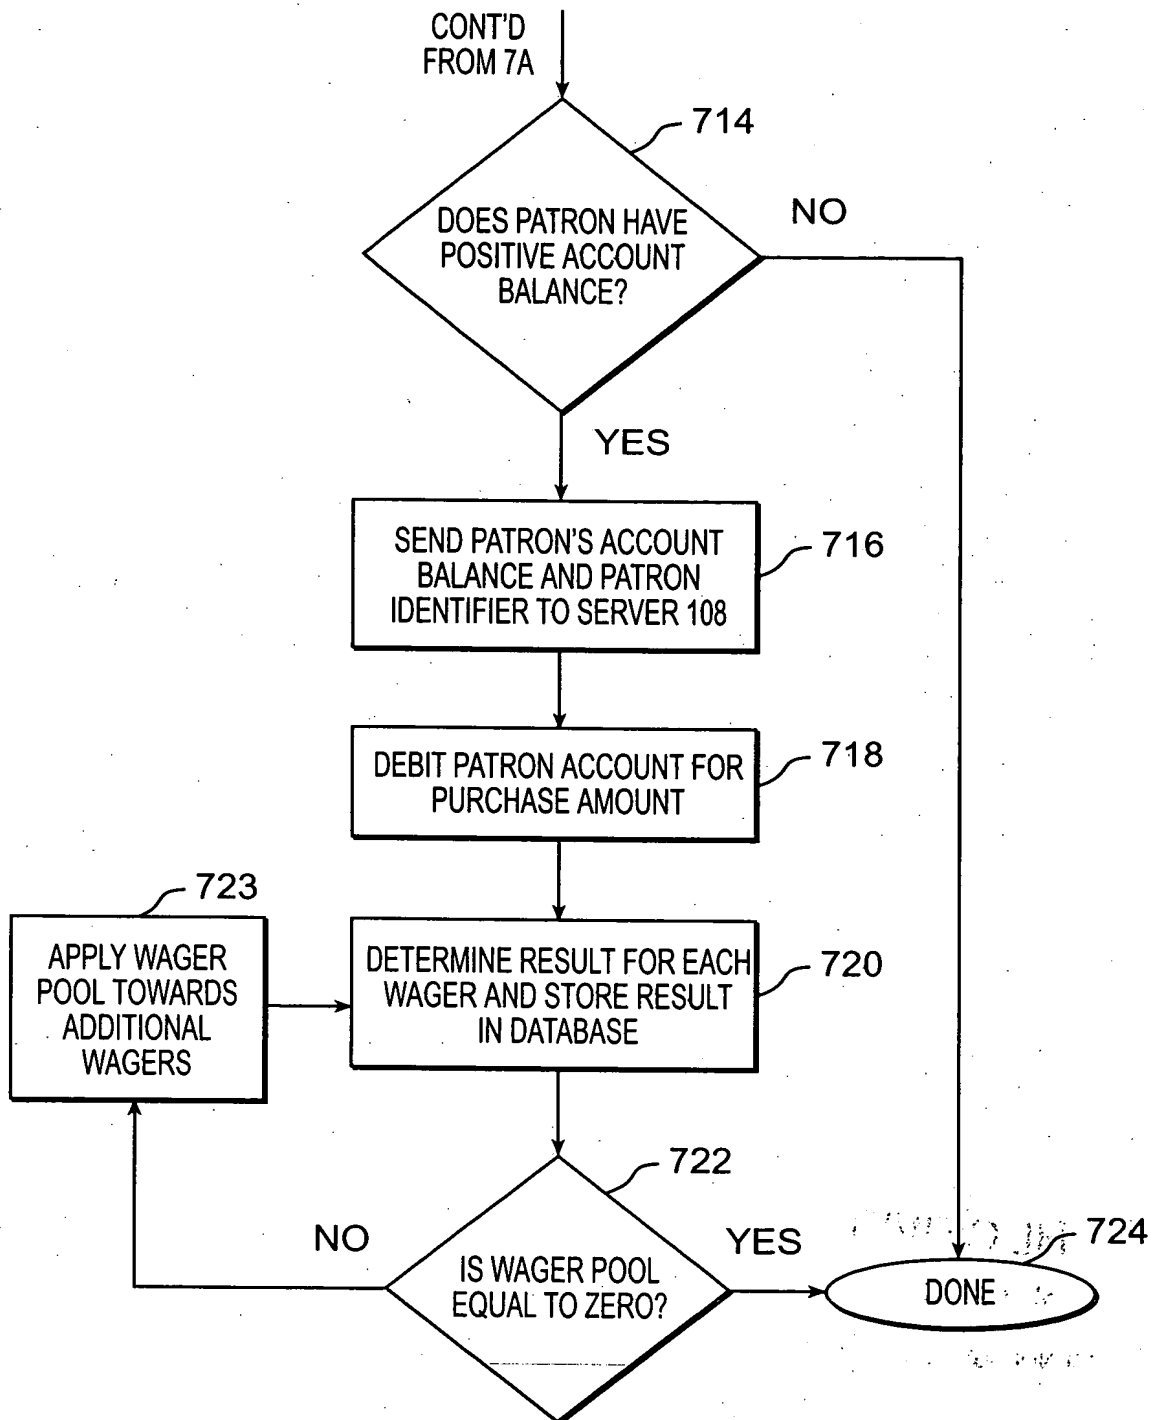 CONT'D
FROM 7A
714
DOES PATRON HAVE
POSITIVE ACCOUNT
BALANCE?
NO
YES
SEND PATRON'S ACCOUNT
BALANCE AND PATRON
IDENTIFIER TO SERVER 108
716
DEBIT PATRON ACCOUNT FOR
PURCHASE AMOUNT
718
723
APPLY WAGER
POOL TOWARDS
ADDITIONAL
WAGERS
DETERMINE RESULT FOR EACH
WAGER AND STORE RESULT
IN DATABASE
720
722
NO
IS WAGER POOL
EQUAL TO ZERO?
YES
724
DONE